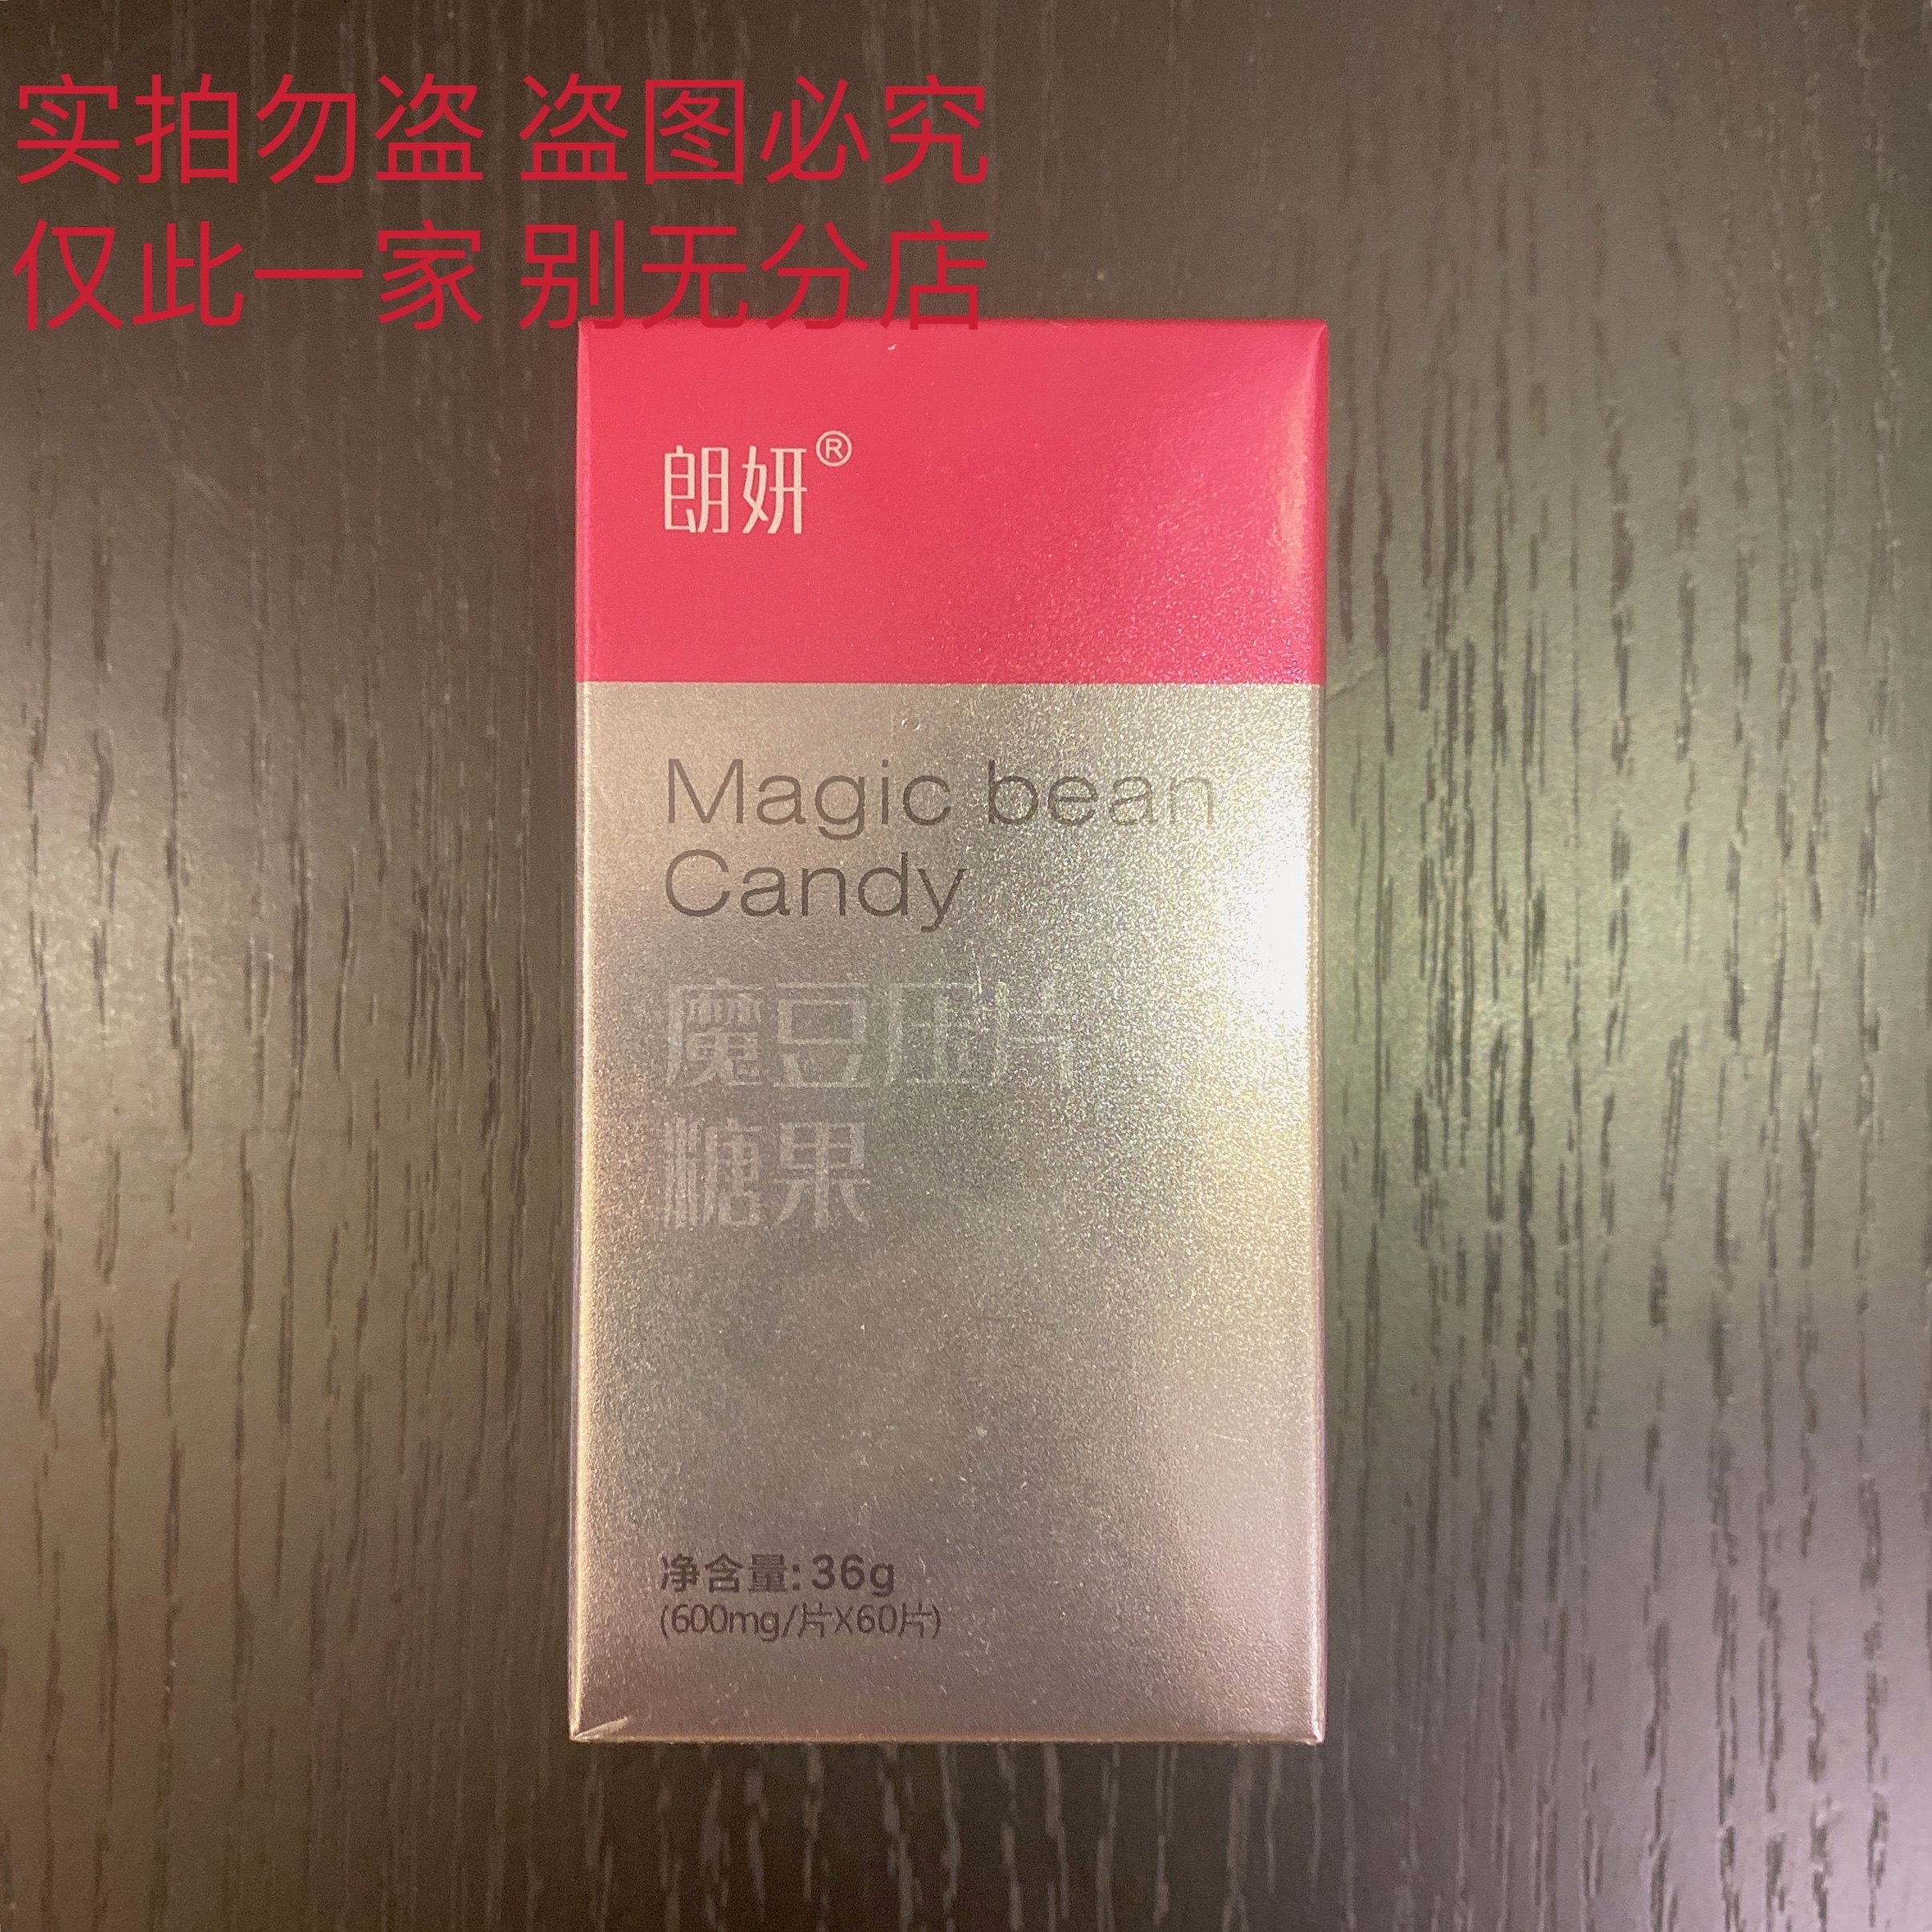 实拍勿盗 盗图必究
仅此一家 别无分店
朗妍®
Magic bean
Candy
魔豆压片
糖果
净含量: 36g
(600mg/片X60片)